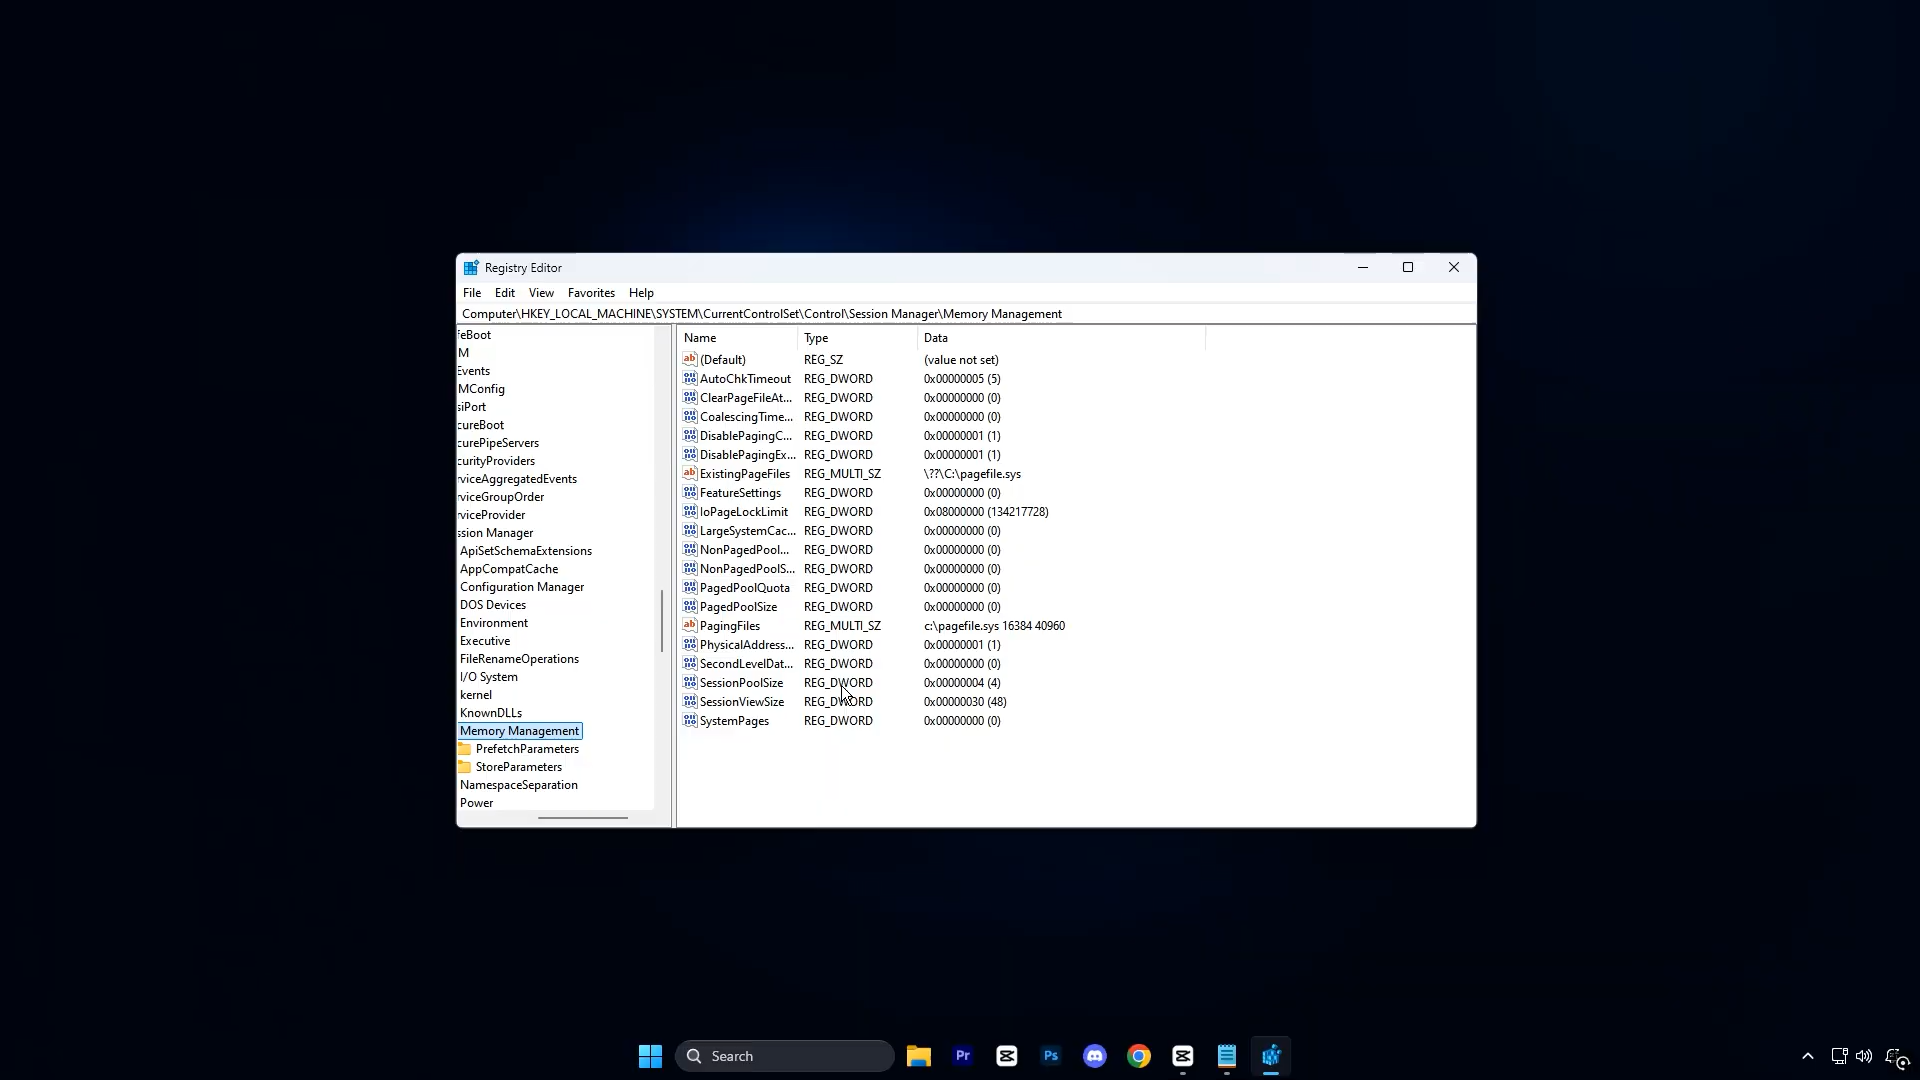 Registry Editor
File Edit View Favorites Help
Computer\HKEY_LOCAL_MACHINE\SYSTEM\CurrentControlSet\Control\Session Manager\Memory Management
feBoot
M
Events
MConfig
siPort
cureBoot
curePipeServers
curityProviders
rviceAggregatedEvents
rviceGroupOrder
rviceProvider
ssion Manager
ApiSetSchemaExtensions
AppCompatCache
Configuration Manager
DOS Devices
Environment
Executive
FileRenameOperations
I/O System
kernel
KnownDLLs
Memory Management
PrefetchParameters
StoreParameters
NamespaceSeparation
Power
Name Type Data
(Default) REG_SZ (value not set)
AutoChkTimeout REG_DWORD 0x00000005 (5)
ClearPageFileAt... REG_DWORD 0x00000000 (0)
CoalescingTime... REG_DWORD 0x00000000 (0)
DisablePagingC... REG_DWORD 0x00000001 (1)
DisablePagingEx... REG_DWORD 0x00000001 (1)
ExistingPageFiles REG_MULTI_SZ \??\C:\pagefile.sys
FeatureSettings REG_DWORD 0x00000000 (0)
IoPageLockLimit REG_DWORD 0x08000000 (134217728)
LargeSystemCac... REG_DWORD 0x00000000 (0)
NonPagedPool... REG_DWORD 0x00000000 (0)
NonPagedPoolS... REG_DWORD 0x00000000 (0)
PagedPoolQuota REG_DWORD 0x00000000 (0)
PagedPoolSize REG_DWORD 0x00000000 (0)
PagingFiles REG_MULTI_SZ c:\pagefile.sys 16384 40960
PhysicalAddress... REG_DWORD 0x00000001 (1)
SecondLevelDat... REG_DWORD 0x00000000 (0)
SessionPoolSize REG_DWORD 0x00000004 (4)
SessionViewSize REG_DWORD 0x00000030 (48)
SystemPages REG_DWORD 0x00000000 (0)
Search Pr Ps